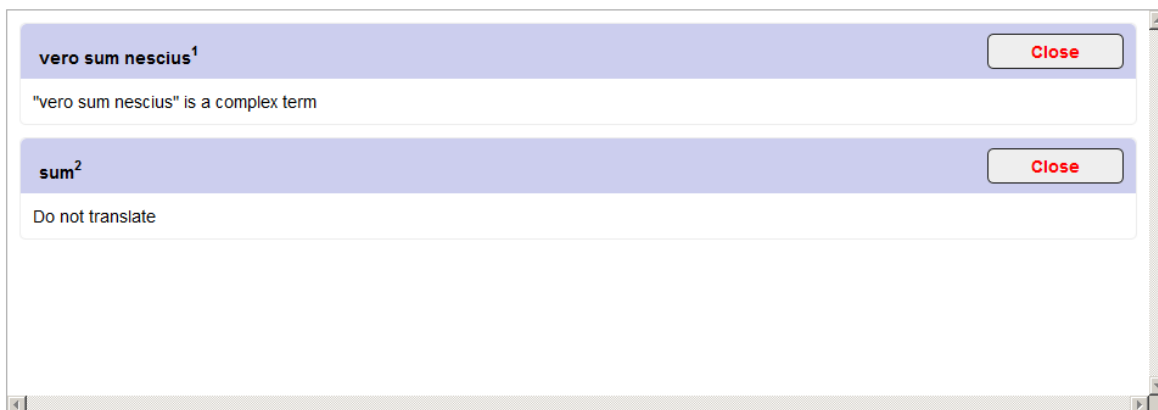 vero sum nescius¹
Close
"vero sum nescius" is a complex term
sum²
Close
Do not translate